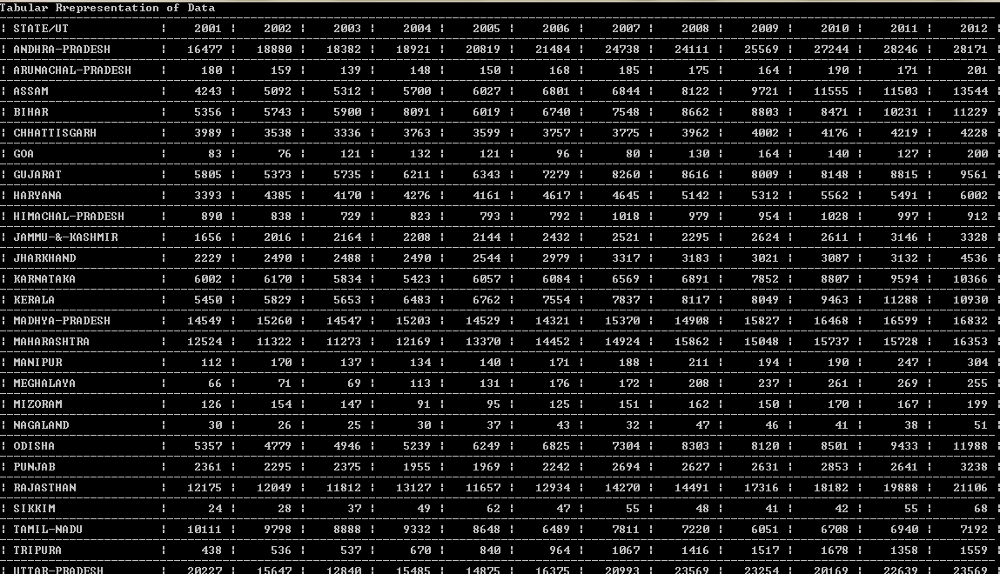 Tabular Rrepresentation of Data
¦ STATE/UT ¦ 2001 ¦ 2002 ¦ 2003 ¦ 2004 ¦ 2005 ¦ 2006 ¦ 2007 ¦ 2008 ¦ 2009 ¦ 2010 ¦ 2011 ¦ 2012 ¦
¦ ANDHRA-PRADESH ¦ 16477 ¦ 18880 ¦ 18382 ¦ 18921 ¦ 20819 ¦ 21484 ¦ 24738 ¦ 24111 ¦ 25569 ¦ 27244 ¦ 28246 ¦ 28171 ¦
¦ ARUNACHAL-PRADESH ¦ 180 ¦ 159 ¦ 139 ¦ 148 ¦ 150 ¦ 168 ¦ 185 ¦ 175 ¦ 164 ¦ 190 ¦ 171 ¦ 201 ¦
¦ ASSAM ¦ 4243 ¦ 5092 ¦ 5312 ¦ 5700 ¦ 6027 ¦ 6801 ¦ 6844 ¦ 8122 ¦ 9721 ¦ 11555 ¦ 11503 ¦ 13544 ¦
¦ BIHAR ¦ 5356 ¦ 5743 ¦ 5900 ¦ 8091 ¦ 6019 ¦ 6740 ¦ 7548 ¦ 8662 ¦ 8803 ¦ 8471 ¦ 10231 ¦ 11229 ¦
¦ CHHATTISGARH ¦ 3989 ¦ 3538 ¦ 3336 ¦ 3763 ¦ 3599 ¦ 3757 ¦ 3775 ¦ 3962 ¦ 4002 ¦ 4176 ¦ 4219 ¦ 4228 ¦
¦ GOA ¦ 83 ¦ 76 ¦ 121 ¦ 132 ¦ 121 ¦ 96 ¦ 80 ¦ 130 ¦ 164 ¦ 140 ¦ 127 ¦ 200 ¦
¦ GUJARAT ¦ 5805 ¦ 5373 ¦ 5735 ¦ 6211 ¦ 6343 ¦ 7279 ¦ 8260 ¦ 8616 ¦ 8009 ¦ 8148 ¦ 8815 ¦ 9561 ¦
¦ HARYANA ¦ 3393 ¦ 4385 ¦ 4170 ¦ 4276 ¦ 4161 ¦ 4617 ¦ 4645 ¦ 5142 ¦ 5312 ¦ 5562 ¦ 5491 ¦ 6002 ¦
¦ HIMACHAL-PRADESH ¦ 890 ¦ 838 ¦ 729 ¦ 823 ¦ 793 ¦ 792 ¦ 1018 ¦ 979 ¦ 954 ¦ 1028 ¦ 997 ¦ 912 ¦
¦ JAMMU-&-KASHMIR ¦ 1656 ¦ 2016 ¦ 2164 ¦ 2208 ¦ 2144 ¦ 2432 ¦ 2521 ¦ 2295 ¦ 2624 ¦ 2611 ¦ 3146 ¦ 3328 ¦
¦ JHARKHAND ¦ 2229 ¦ 2490 ¦ 2488 ¦ 2490 ¦ 2544 ¦ 2979 ¦ 3317 ¦ 3183 ¦ 3021 ¦ 3087 ¦ 3132 ¦ 4536 ¦
¦ KARNATAKA ¦ 6002 ¦ 6170 ¦ 5834 ¦ 5423 ¦ 6057 ¦ 6084 ¦ 6569 ¦ 6891 ¦ 7852 ¦ 8807 ¦ 9594 ¦ 10366 ¦
¦ KERALA ¦ 5450 ¦ 5829 ¦ 5653 ¦ 6483 ¦ 6762 ¦ 7554 ¦ 7837 ¦ 8117 ¦ 8049 ¦ 9463 ¦ 11288 ¦ 10930 ¦
¦ MADHYA-PRADESH ¦ 14549 ¦ 15260 ¦ 14547 ¦ 15203 ¦ 14529 ¦ 14321 ¦ 15370 ¦ 14908 ¦ 15827 ¦ 16468 ¦ 16599 ¦ 16832 ¦
¦ MAHARASHTRA ¦ 12524 ¦ 11322 ¦ 11273 ¦ 12169 ¦ 13370 ¦ 14452 ¦ 14924 ¦ 15862 ¦ 15048 ¦ 15737 ¦ 15728 ¦ 16353 ¦
¦ MANIPUR ¦ 112 ¦ 170 ¦ 137 ¦ 134 ¦ 140 ¦ 171 ¦ 188 ¦ 211 ¦ 194 ¦ 190 ¦ 247 ¦ 304 ¦
¦ MEGHALAYA ¦ 66 ¦ 71 ¦ 69 ¦ 113 ¦ 131 ¦ 176 ¦ 172 ¦ 208 ¦ 237 ¦ 261 ¦ 269 ¦ 255 ¦
¦ MIZORAM ¦ 126 ¦ 154 ¦ 147 ¦ 91 ¦ 95 ¦ 125 ¦ 151 ¦ 162 ¦ 150 ¦ 170 ¦ 167 ¦ 199 ¦
¦ NAGALAND ¦ 30 ¦ 26 ¦ 25 ¦ 30 ¦ 37 ¦ 43 ¦ 32 ¦ 47 ¦ 46 ¦ 41 ¦ 38 ¦ 51 ¦
¦ ODISHA ¦ 5357 ¦ 4779 ¦ 4946 ¦ 5239 ¦ 6249 ¦ 6825 ¦ 7304 ¦ 8303 ¦ 8120 ¦ 8501 ¦ 9433 ¦ 11988 ¦
¦ PUNJAB ¦ 2361 ¦ 2295 ¦ 2375 ¦ 1955 ¦ 1969 ¦ 2242 ¦ 2694 ¦ 2627 ¦ 2631 ¦ 2853 ¦ 2641 ¦ 3238 ¦
¦ RAJASTHAN ¦ 12175 ¦ 12049 ¦ 11812 ¦ 13127 ¦ 11657 ¦ 12934 ¦ 14270 ¦ 14491 ¦ 17316 ¦ 18182 ¦ 19888 ¦ 21106 ¦
¦ SIKKIM ¦ 24 ¦ 28 ¦ 37 ¦ 49 ¦ 62 ¦ 47 ¦ 55 ¦ 48 ¦ 41 ¦ 42 ¦ 55 ¦ 68 ¦
¦ TAMIL-NADU ¦ 10111 ¦ 9798 ¦ 8888 ¦ 9332 ¦ 8648 ¦ 6489 ¦ 7811 ¦ 7220 ¦ 6051 ¦ 6708 ¦ 6940 ¦ 7192 ¦
¦ TRIPURA ¦ 438 ¦ 536 ¦ 537 ¦ 670 ¦ 840 ¦ 964 ¦ 1067 ¦ 1416 ¦ 1517 ¦ 1678 ¦ 1358 ¦ 1559 ¦
¦ UTTAR-PRADESH ¦ 20227 ¦ 15647 ¦ 12840 ¦ 15485 ¦ 14875 ¦ 16375 ¦ 20993 ¦ 23569 ¦ 23254 ¦ 20169 ¦ 22639 ¦ 23569 ¦